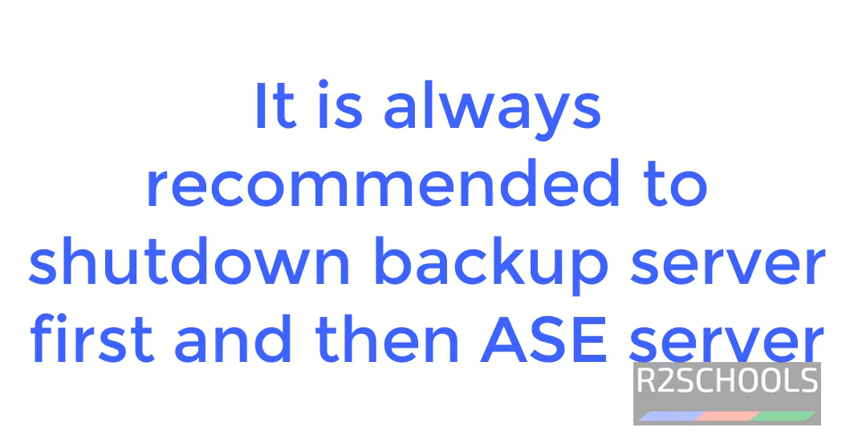 It is always
recommended to
shutdown backup server
first and then ASE server
R2SCHOOLS